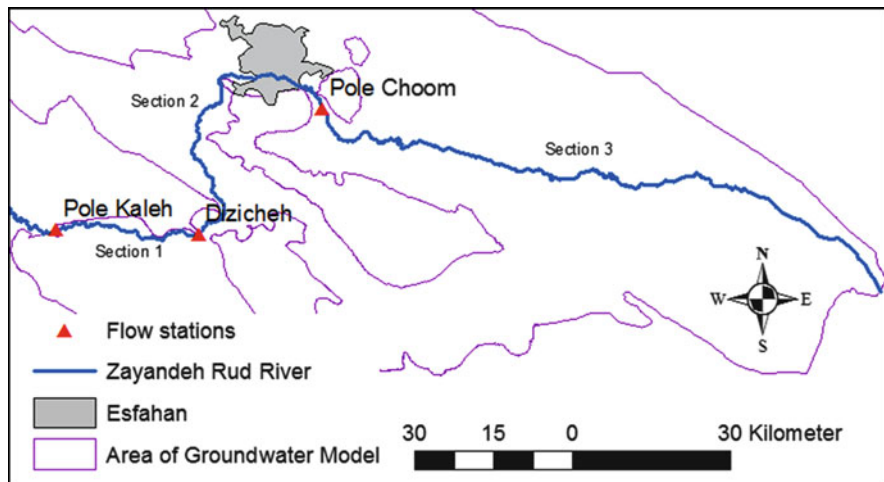 Pole Choom
Section 2
Section 3
Pole Kaleh
Dizicheh
Section 1
N
W
E
S
Flow stations
Zayandeh Rud River
Esfahan
Area of Groundwater Model
30 15 0 30 Kilometer